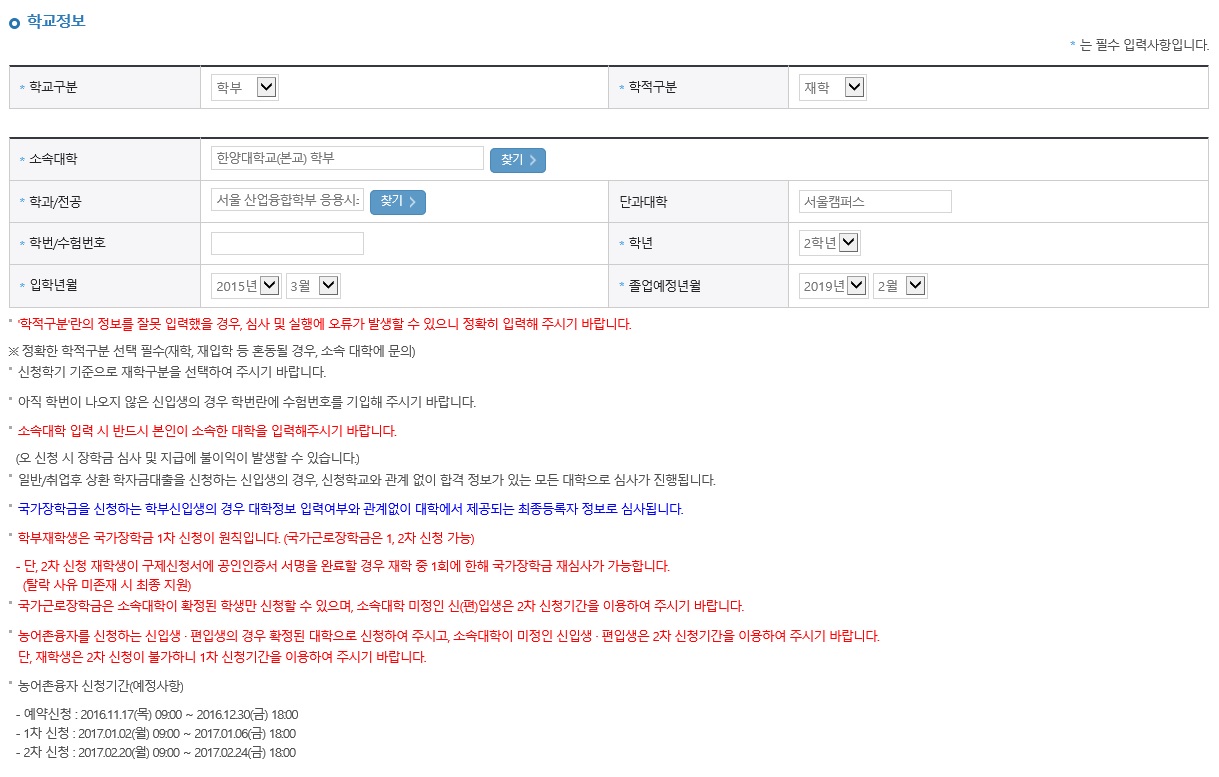 학교정보
* 는 필수 입력사항입니다.
* 학교구분 학부 * 학적구분 재학
* 소속대학 한양대학교(본교) 학부 찾기
* 학과/전공 서울 산업융합학부 응용시 찾기 단과대학 서울캠퍼스
* 학번/수험번호 * 학년 2학년
* 입학년월 2015년 3월 * 졸업예정년월 2019년 2월
'학적구분'란의 정보를 잘못 입력했을 경우, 심사 및 실행에 오류가 발생할 수 있으니 정확히 입력해 주시기 바랍니다.
※ 정확한 학적구분 선택 필수(재학, 재입학 등 혼동될 경우, 소속 대학에 문의)
신청학기 기준으로 재학구분을 선택하여 주시기 바랍니다.
아직 학번이 나오지 않은 신입생의 경우 학번란에 수험번호를 기입해 주시기 바랍니다.
소속대학 입력 시 반드시 본인이 소속한 대학을 입력해주시기 바랍니다.
(오 신청 시 장학금 심사 및 지급에 불이익이 발생할 수 있습니다.)
일반/취업후 상환 학자금대출을 신청하는 신입생의 경우, 신청학교와 관계 없이 합격 정보가 있는 모든 대학으로 심사가 진행됩니다.
국가장학금을 신청하는 학부신입생의 경우 대학정보 입력여부와 관계없이 대학에서 제공되는 최종등록자 정보로 심사됩니다.
학부재학생은 국가장학금 1차 신청이 원칙입니다. (국가근로장학금은 1, 2차 신청 가능)
- 단, 2차 신청 재학생이 구제신청서에 공인인증서 서명을 완료할 경우 재학 중 1회에 한해 국가장학금 재심사가 가능합니다.
(탈락 사유 미존재 시 최종 지원)
국가근로장학금은 소속대학이 확정된 학생만 신청할 수 있으며, 소속대학 미정인 신(편)입생은 2차 신청기간을 이용하여 주시기 바랍니다.
농어촌융자를 신청하는 신입생 · 편입생의 경우 확정된 대학으로 신청하여 주시고, 소속대학이 미정인 신입생 · 편입생은 2차 신청기간을 이용하여 주시기 바랍니다.
단, 재학생은 2차 신청이 불가하니 1차 신청기간을 이용하여 주시기 바랍니다.
농어촌융자 신청기간(예정사항)
- 예약신청 : 2016.11.17(목) 09:00 ~ 2016.12.30(금) 18:00
- 1차 신청 : 2017.01.02(월) 09:00 ~ 2017.01.06(금) 18:00
- 2차 신청 : 2017.02.20(월) 09:00 ~ 2017.02.24(금) 18:00